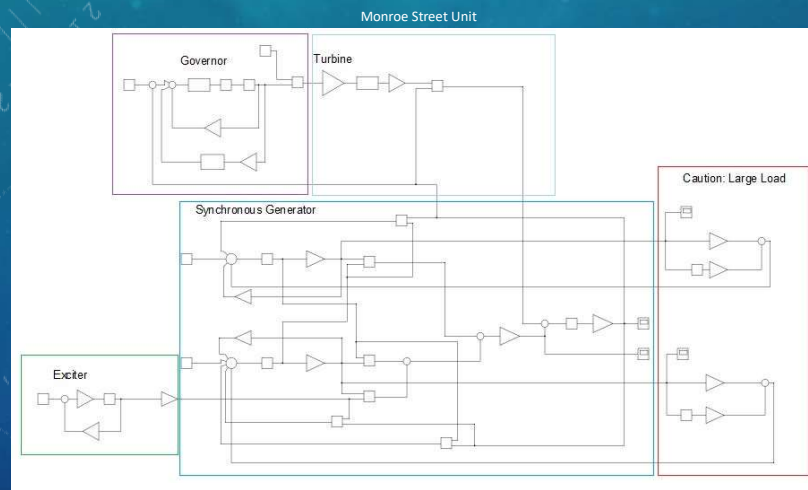 Monroe Street Unit
Governor
Turbine
Caution: Large Load
Synchronous Generator
Exciter